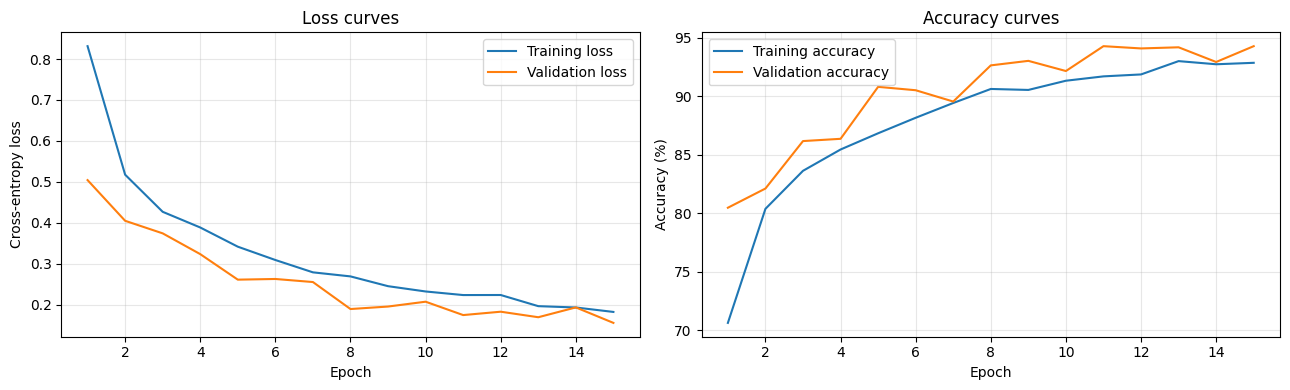 Loss curves
Training loss
Validation loss
Cross-entropy loss
0.8
0.7
0.6
0.5
0.4
0.3
0.2
2 4 6 8 10 12 14
Epoch
Accuracy curves
Training accuracy
Validation accuracy
Accuracy (%)
95
90
85
80
75
70
2 4 6 8 10 12 14
Epoch